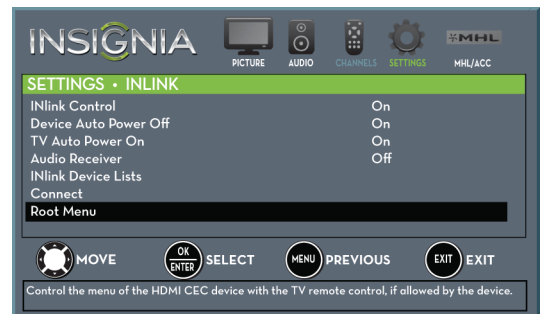 INSIGNIA
PICTURE AUDIO CHANNELS SETTINGS MHL MHL/ACC
SETTINGS • INLINK
INlink Control On
Device Auto Power Off On
TV Auto Power On On
Audio Receiver Off
INlink Device Lists
Connect
Root Menu
MOVE OK ENTER SELECT MENU PREVIOUS EXIT EXIT
Control the menu of the HDMI CEC device with the TV remote control, if allowed by the device.